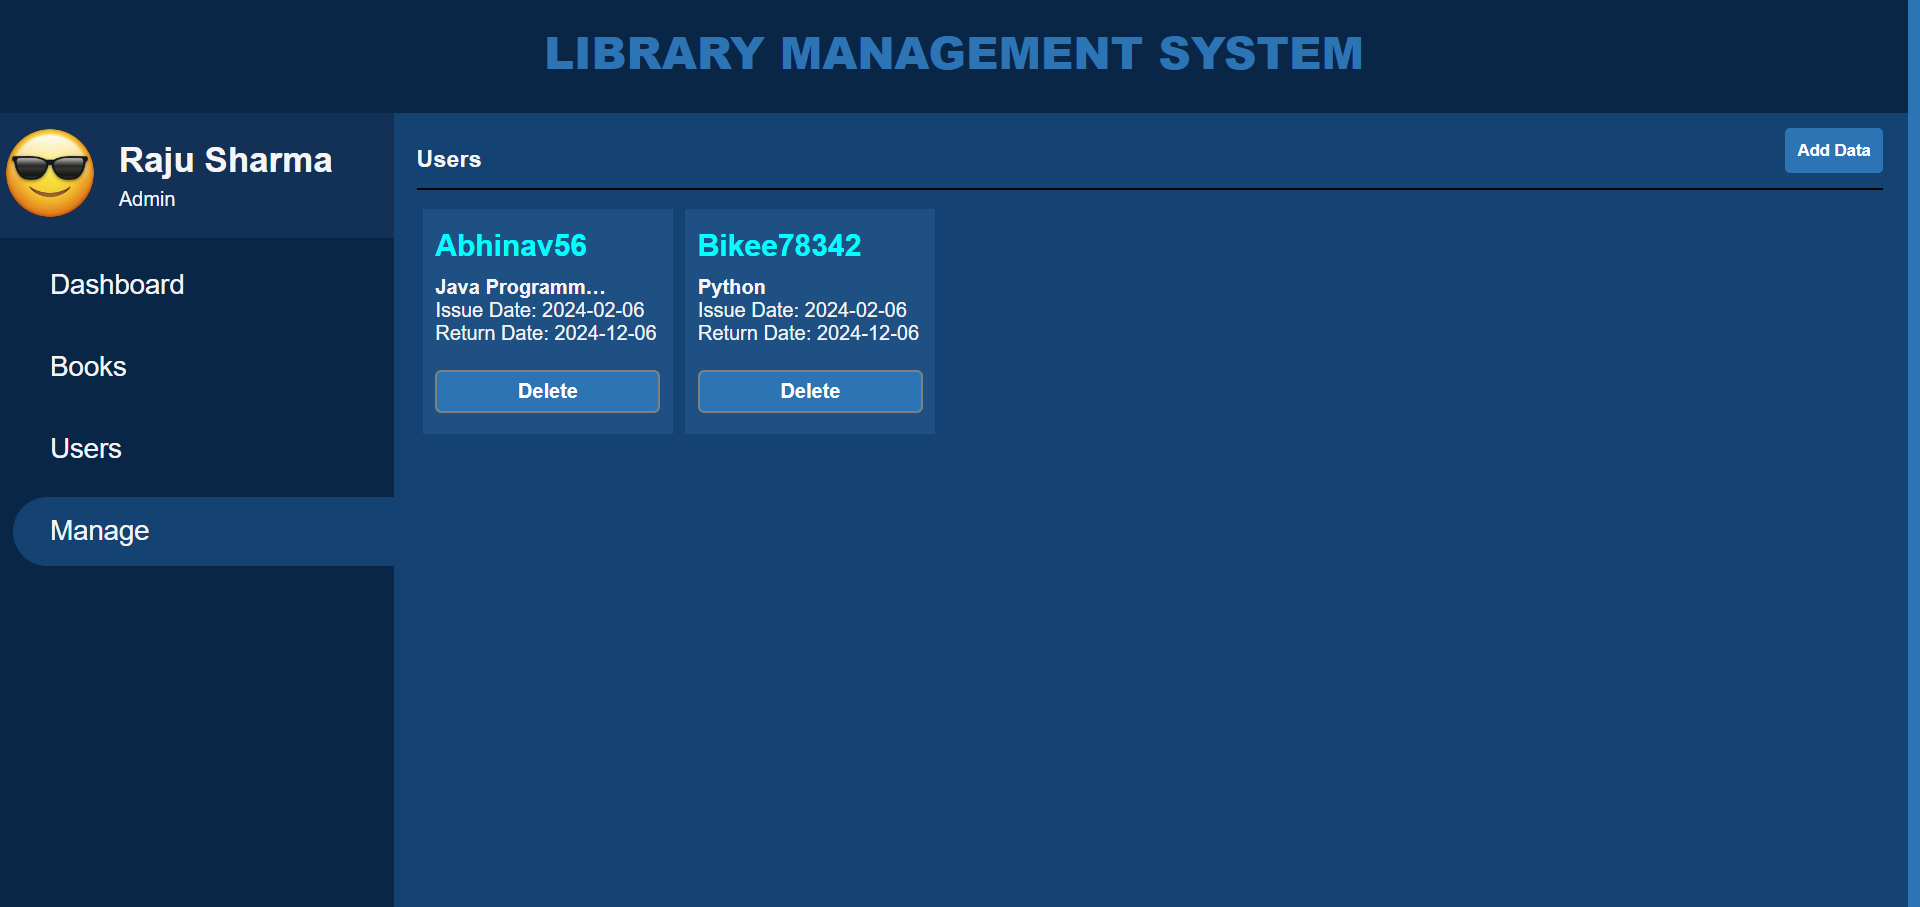 LIBRARY MANAGEMENT SYSTEM
Raju Sharma
Admin
Dashboard
Books
Users
Manage
Users
Add Data
Abhinav56
Java Programm...
Issue Date: 2024-02-06
Return Date: 2024-12-06
Delete
Bikee78342
Python
Issue Date: 2024-02-06
Return Date: 2024-12-06
Delete